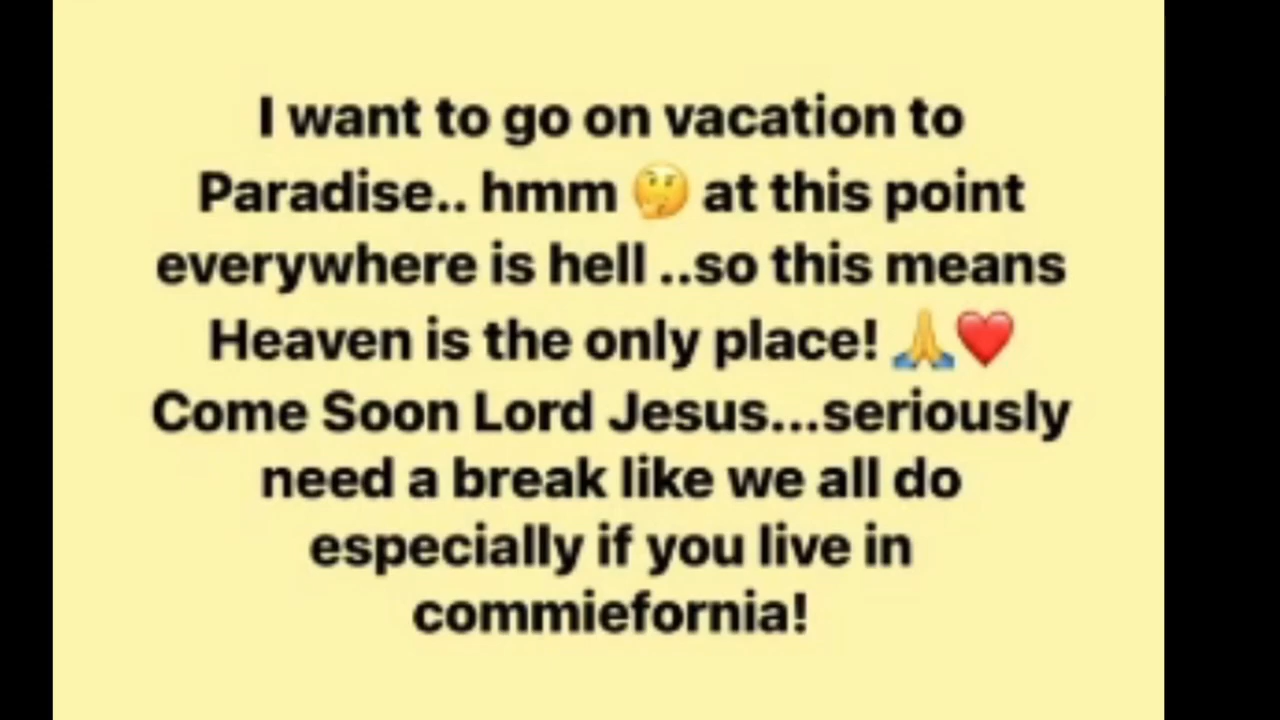 I want to go on vacation to
Paradise.. hmm 🤔 at this point
everywhere is hell ..so this means
Heaven is the only place! 🙏❤️
Come Soon Lord Jesus...seriously
need a break like we all do
especially if you live in
commiefornia!